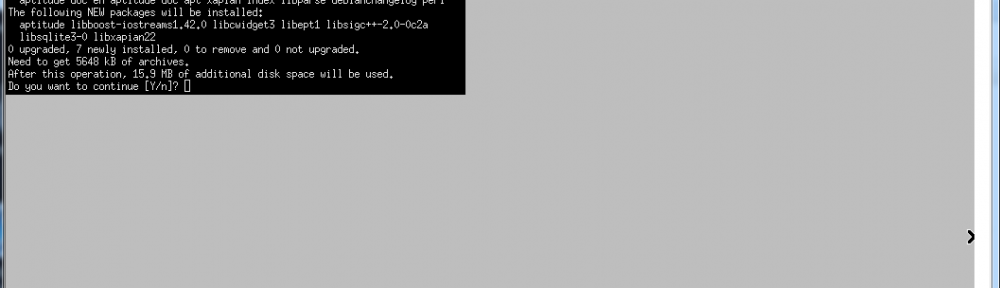 aptitude-doc-en aptitude-doc apt-xapian-index libparse-debianchangelog-perl
The following NEW packages will be installed:
aptitude libboost-iostreams1.42.0 libcwidget3 libept1 libsigc++-2.0-0c2a
libsqlite3-0 libxapian22
0 upgraded, 7 newly installed, 0 to remove and 0 not upgraded.
Need to get 5648 kB of archives.
After this operation, 15.9 MB of additional disk space will be used.
Do you want to continue [Y/n]?